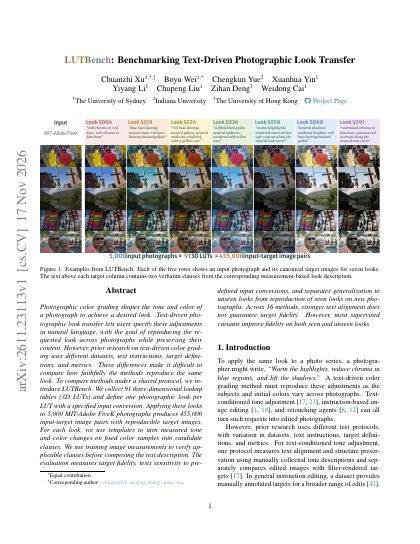 LUTBench: Benchmarking Text-Driven Photographic Look Transfer
Chuanzhi Xu1,*,† Boyu Wei1,* Chengkun Yue2 Xuanhua Yin1
Yiyang Li1 Chupeng Liu1 Zihan Deng3 Weidong Cai1
1The University of Sydney 2Indiana University 3The University of Hong Kong Project Page
arXiv:2611.23113v1 [cs.CV] 17 Nov 2026
Input
MIT-Adobe FiveK
Look S004
Look S018
Look S024
Look S036
Look S050
Look S068
Look S091
5,000 input photographs × 91 3D LUTs = 455,000 input-target image pairs
Figure 1 Examples from LUTBench. Each of the five rows shows an input photograph and its canonical target images for seven looks.
The text above each target column contains two verbatim clauses from the corresponding measurement-based look description.
Abstract
Photographic color grading shapes the tone and color of
a photograph to achieve a desired look. Text-driven pho-
tographic look transfer lets users specify these adjustments
in natural language, with the goal of reproducing the re-
quested look across photographs while preserving their
content. However, prior research on text-driven color grad-
ing uses different datasets, text instructions, target defini-
tions, and metrics. These differences make it difficult to
compare how faithfully the methods reproduce the same
look. To compare methods under a shared protocol, we in-
troduce LUTBench. We collect 91 three-dimensional lookup
tables (3D LUTs) and define one photographic look per
LUT with a specified input conversion. Applying these looks
to 5,000 MIT-Adobe FiveK photographs produces 455,000
input-target image pairs with reproducible target images.
For each look, we use templates to turn measured tone
and color changes on fixed color samples into candidate
clauses. We use training image measurements to verify ap-
plicable clauses before composing the text description. The
evaluation measures target fidelity, tests sensitivity to pre-
*Equal contribution.
†Corresponding author: chuanzhi.xu@sydney.edu.au.
defined input conversions, and separates generalization to
unseen looks from reproduction of seen looks on new pho-
tographs. Across 16 methods, stronger text alignment does
not guarantee target fidelity. However, most supervised
variants improve fidelity on both seen and unseen looks.
1. Introduction
To apply the same look to a photo series, a photogra-
pher might write, "Warm the highlights, reduce chroma in
blue regions, and lift the shadows." A text-driven color
grading method must reproduce these adjustments as the
subjects and initial colors vary across photographs. Text-
conditioned tone adjustment [17, 23], instruction-based im-
age editing [1, 18], and retouching agents [8, 12] can all
turn such requests into edited photographs.
However, prior research uses different test protocols,
with variation in datasets, text instructions, target defini-
tions, and metrics. For text-conditioned tone adjustment,
one protocol measures text alignment and structure preser-
vation using manually collected tone descriptions and sep-
arately compares edited images with filter-rendered tar-
gets [17]. In general instruction editing, a dataset provides
manually annotated targets for a broader range of edits [42].
1